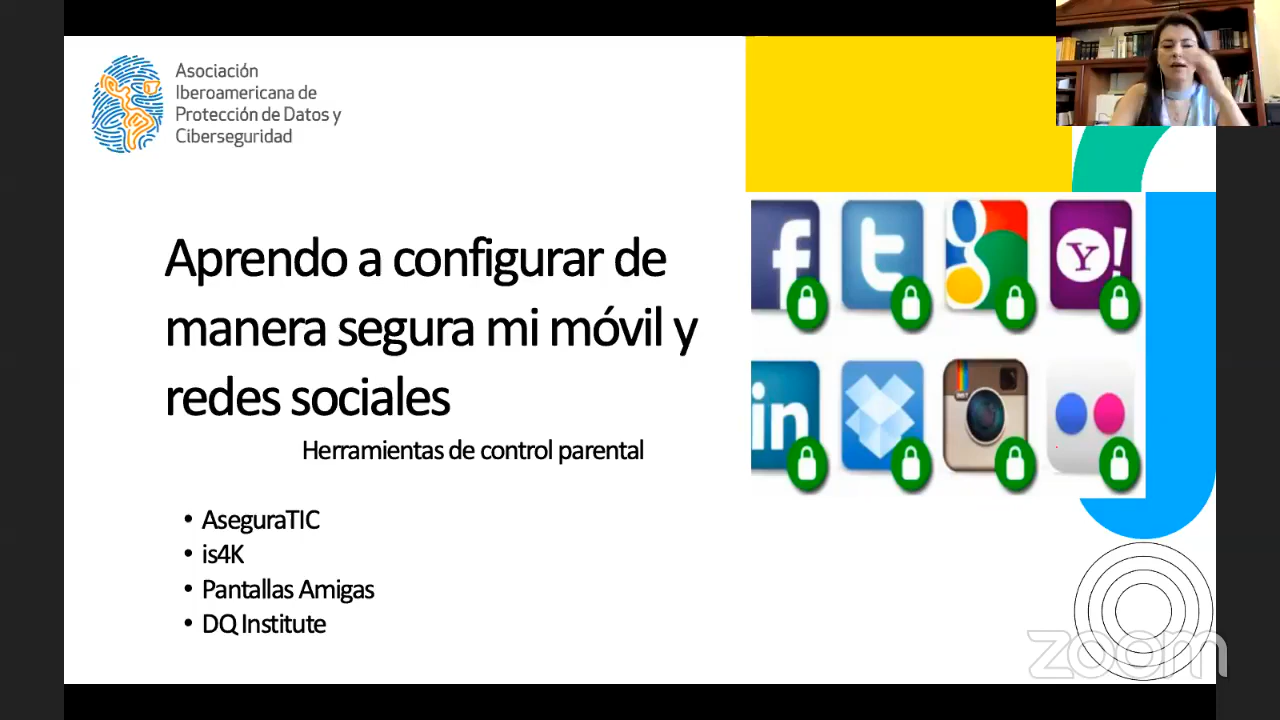 Asociación
Iberoamericana de
Protección de Datos y
Ciberseguridad
Aprendo a configurar de
manera segura mi móvil y
redes sociales
Herramientas de control parental
• AseguraTIC
• is4K
• Pantallas Amigas
• DQ Institute
f
t
g
Y!
in
zoom